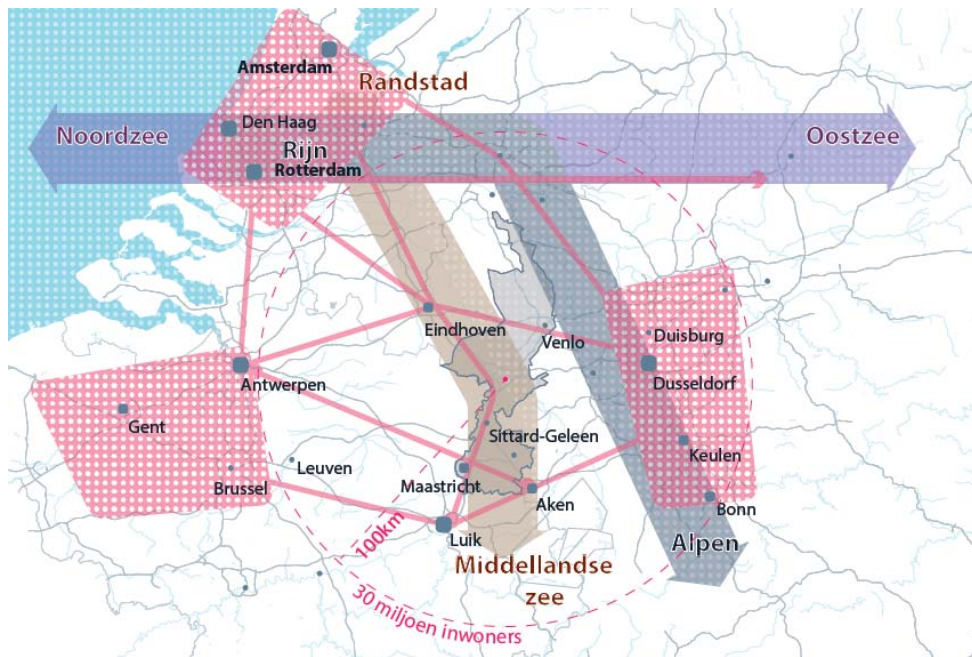 Amsterdam
Randstad
Noordzee
Den Haag
Oostzee
Rijn
Rotterdam
Eindhoven
Venlo
Duisburg
Antwerpen
Dusseldorf
Gent
Sittard-Geleen
Keulen
Leuven
Brussel
Maastricht
Aken
Bonn
100km
Luik
Alpen
Middellandse
zee
30 miljoen inwoners